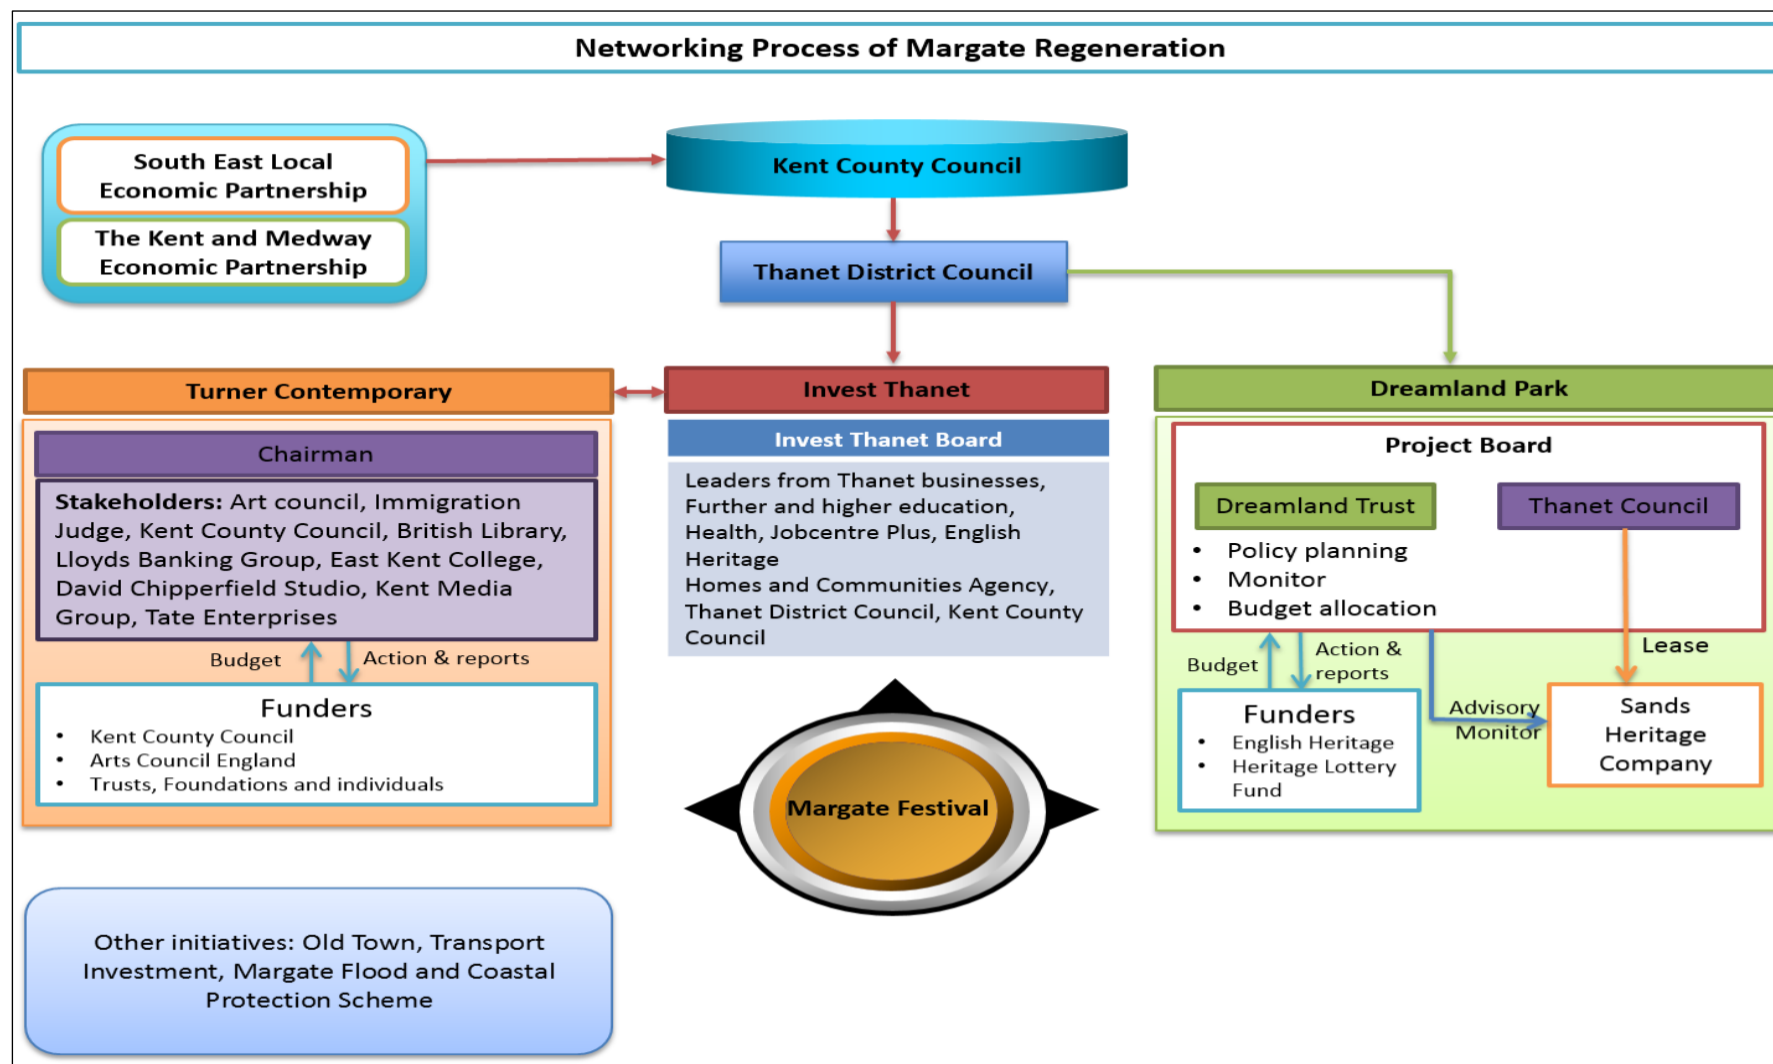 Networking Process of Margate Regeneration
South East Local
Economic Partnership
The Kent and Medway
Economic Partnership
Kent County Council
Thanet District Council
Turner Contemporary
Chairman
Stakeholders: Art council, Immigration
Judge, Kent County Council, British Library,
Lloyds Banking Group, East Kent College,
David Chipperfield Studio, Kent Media
Group, Tate Enterprises
Budget
Action & reports
Funders
• Kent County Council
• Arts Council England
• Trusts, Foundations and individuals
Invest Thanet
Invest Thanet Board
Leaders from Thanet businesses,
Further and higher education,
Health, Jobcentre Plus, English
Heritage
Homes and Communities Agency,
Thanet District Council, Kent County
Council
Margate Festival
Dreamland Park
Project Board
Dreamland Trust
Thanet Council
• Policy planning
• Monitor
• Budget allocation
Budget
Action &
reports
Lease
Funders
• English Heritage
• Heritage Lottery
Fund
Advisory
Monitor
Sands
Heritage
Company
Other initiatives: Old Town, Transport
Investment, Margate Flood and Coastal
Protection Scheme